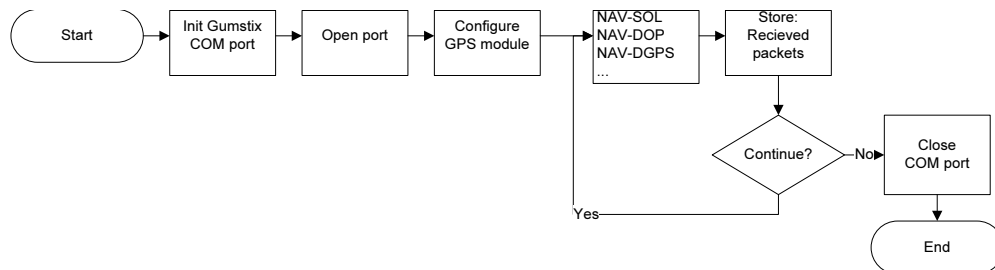 Start
Init Gumstix
COM port
Open port
Configure
GPS module
NAV-SOL
NAV-DOP
NAV-DGPS
...
Store:
Recieved
packets
Continue?
No
Close
COM port
Yes
End